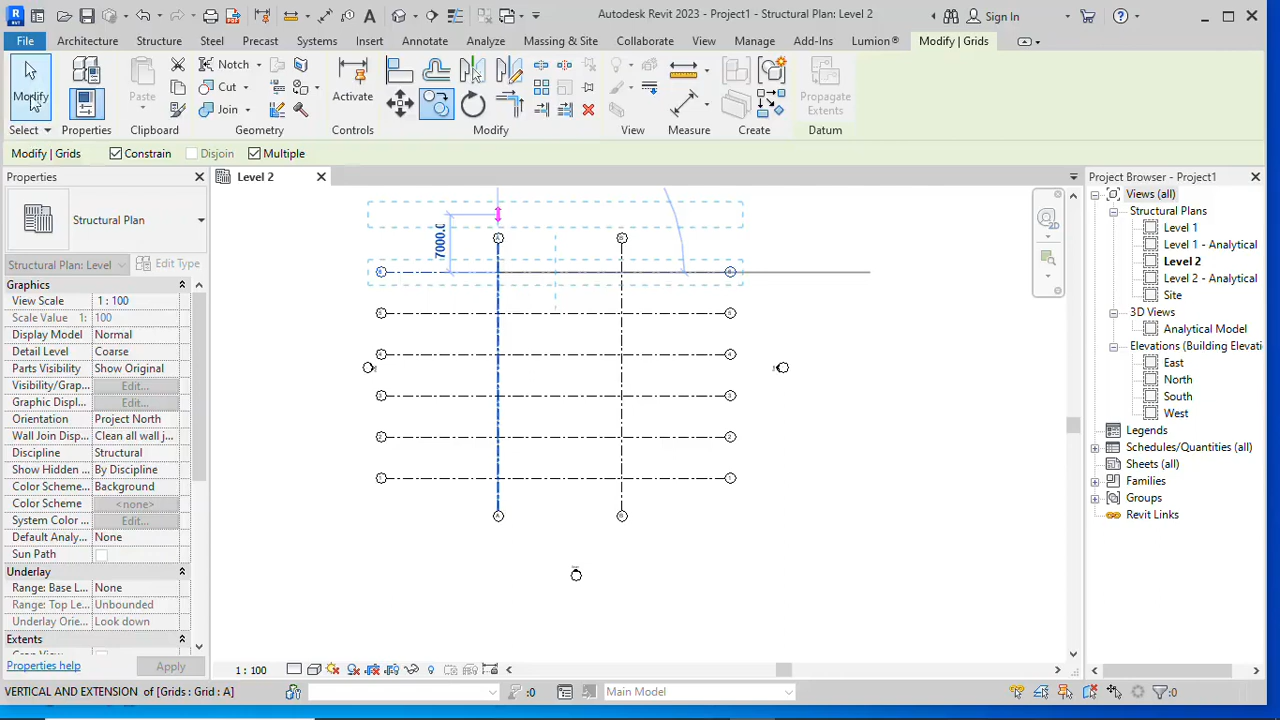 Autodesk Revit 2023 - Project1 - Structural Plan: Level 2
Sign In
File Architecture Structure Steel Precast Systems Insert Annotate Analyze Massing & Site Collaborate View Manage Add-Ins Lumion® Modify | Grids
Modify
Paste
Notch
Cut
Join
Activate
Propagate Extents
Select Properties Clipboard Geometry Controls Modify View Measure Create Datum
Modify | Grids Constrain Disjoin Multiple
Properties
Structural Plan
Structural Plan: Level
Edit Type
Graphics
View Scale 1 : 100
Scale Value 1: 100
Display Model Normal
Detail Level Coarse
Parts Visibility Show Original
Visibility/Grap... Edit...
Graphic Displ... Edit...
Orientation Project North
Wall Join Disp... Clean all wall j...
Discipline Structural
Show Hidden ... By Discipline
Color Scheme... Background
Color Scheme <none>
System Color ... Edit...
Default Analy... None
Sun Path
Underlay
Range: Base L... None
Range: Top Le... Unbounded
Underlay Orie... Look down
Extents
Properties help
Apply
Level 2
7000.0
2D
Project Browser - Project1
Views (all)
Structural Plans
Level 1
Level 1 - Analytical
Level 2
Level 2 - Analytical
Site
3D Views
Analytical Model
Elevations (Building Elevati
East
North
South
West
Legends
Schedules/Quantities (all)
Sheets (all)
Families
Groups
Revit Links
1 : 100
VERTICAL AND EXTENSION of [Grids : Grid : A]
:0
Main Model
:0